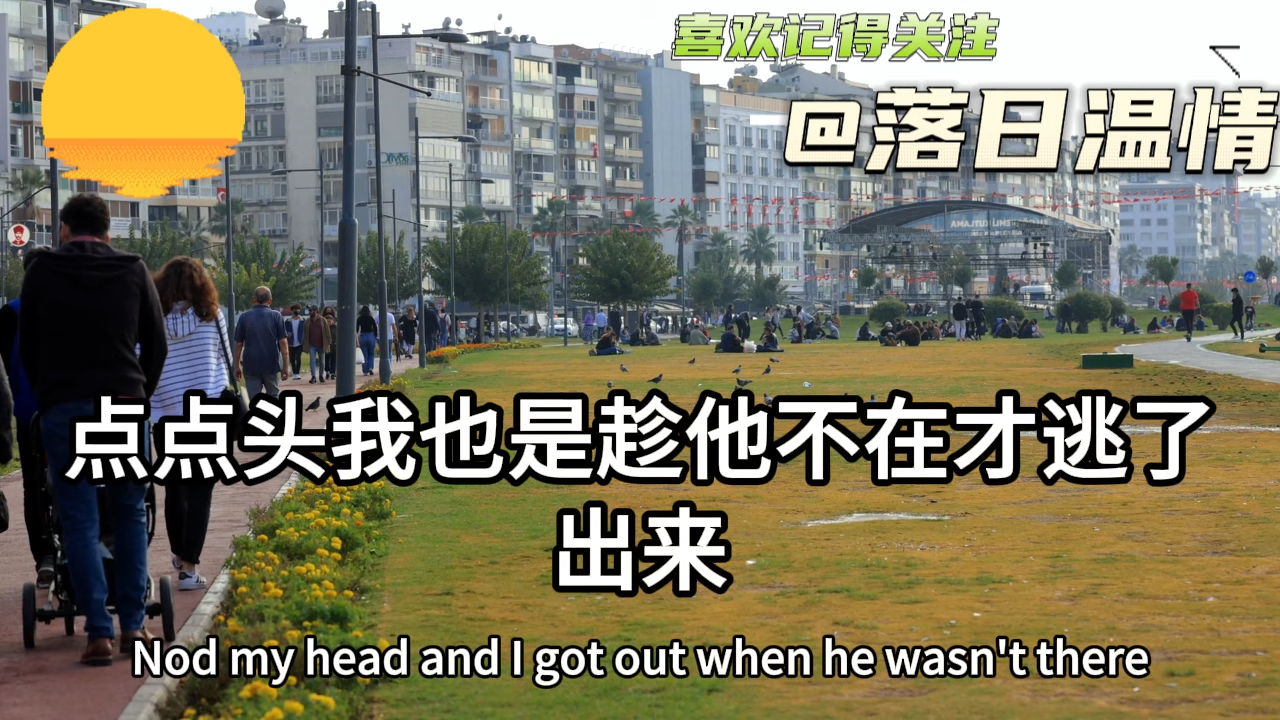 喜欢记得关注
@落日温情
点点头我也是趁他不在才逃了
出来
Nod my head and I got out when he wasn't there